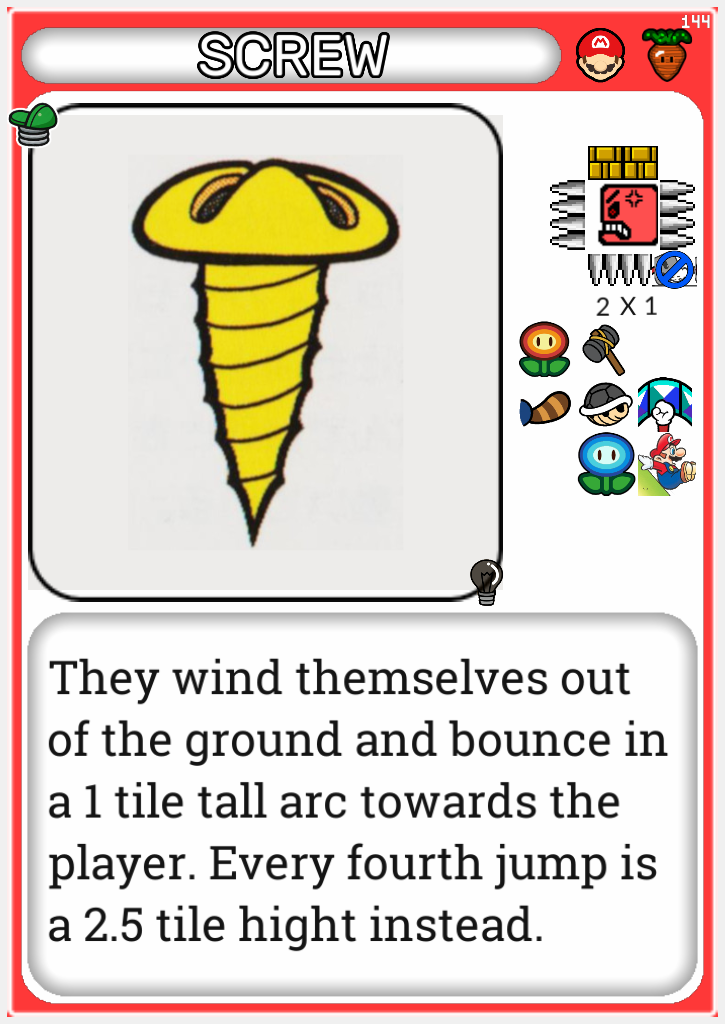 144
SCREW
M
2 X 1
They wind themselves out
of the ground and bounce in
a 1 tile tall arc towards the
player. Every fourth jump is
a 2.5 tile hight instead.